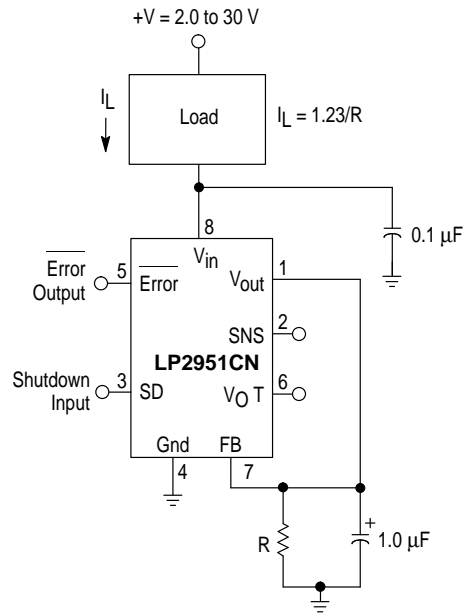 +V = 2.0 to 30 V
IL
Load
IL = 1.23/R
8
0.1 µF
Error
Output
5
Error
Vin
Vout
1
SNS
2
LP2951CN
Shutdown
Input
3
SD
VO T
6
Gnd
FB
4
7
R
+
1.0 µF